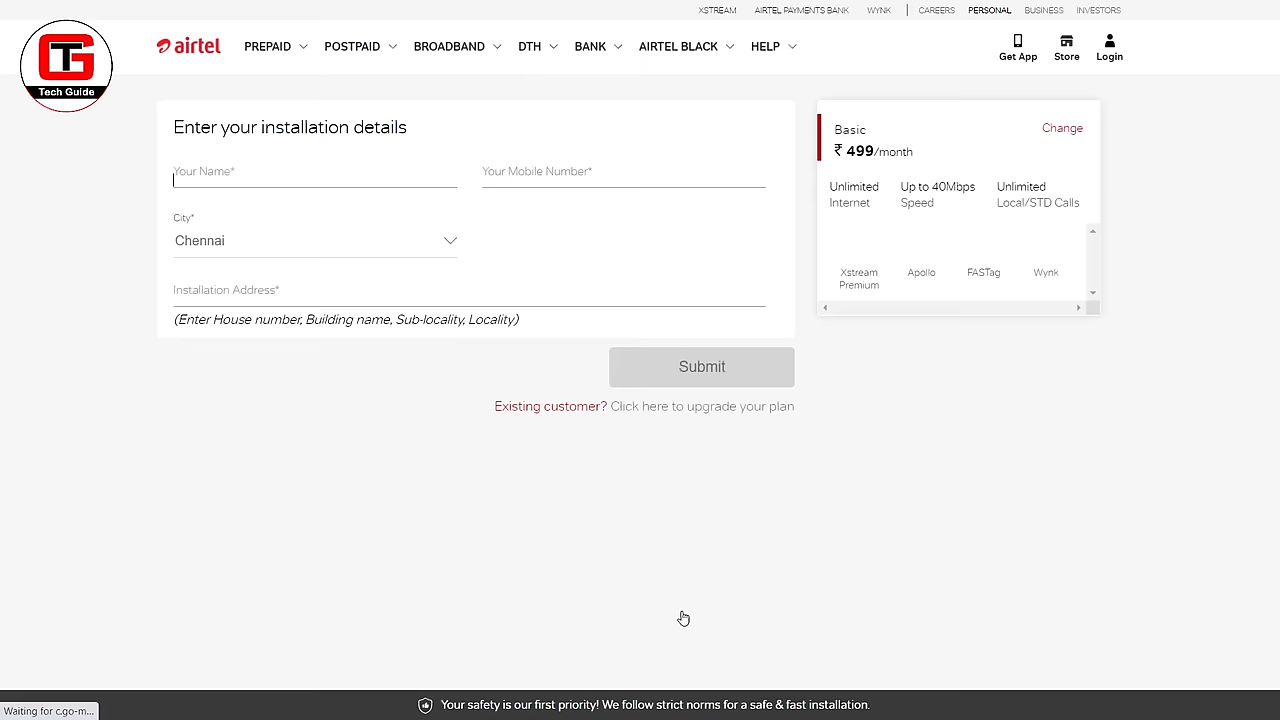 XSTREAM AIRTEL PAYMENTS BANK WYNK CAREERS PERSONAL BUSINESS INVESTORS
TG
Tech Guide
airtel PREPAID POSTPAID BROADBAND DTH BANK AIRTEL BLACK HELP Get App Store Login
Enter your installation details
Your Name* Your Mobile Number*
City*
Chennai
Installation Address*
(Enter House number, Building name, Sub-locality, Locality)
Submit
Existing customer? Click here to upgrade your plan
Basic Change
₹ 499/month
Unlimited Up to 40Mbps Unlimited
Internet Speed Local/STD Calls
Xstream Apollo FASTag Wynk
Premium
Your safety is our first priority! We follow strict norms for a safe & fast installation.
Waiting for c.go-m...